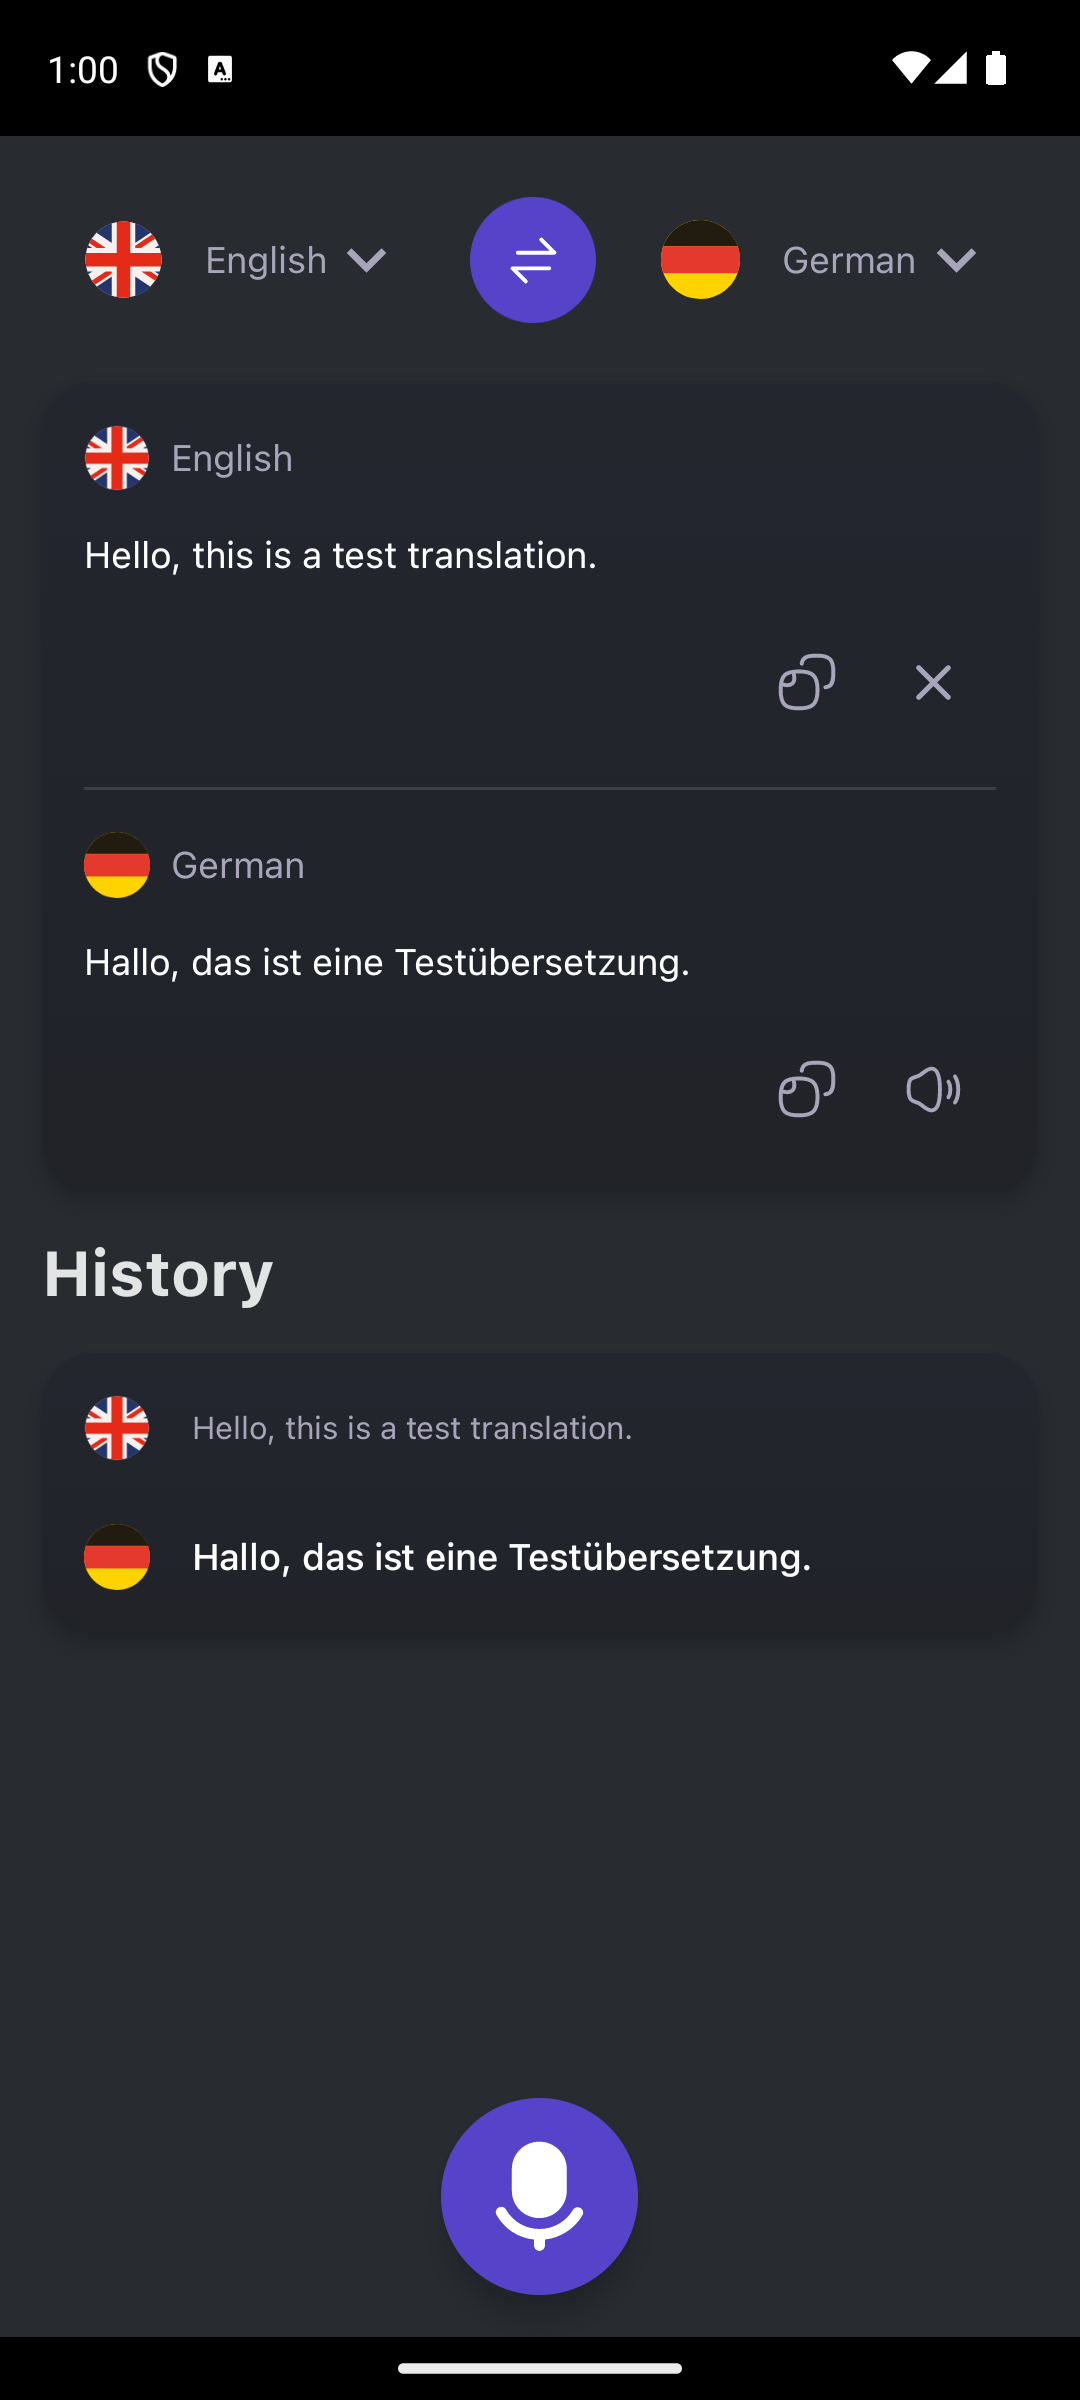 1:00
English
German
English
Hello, this is a test translation.
German
Hallo, das ist eine Testübersetzung.
History
Hello, this is a test translation.
Hallo, das ist eine Testübersetzung.